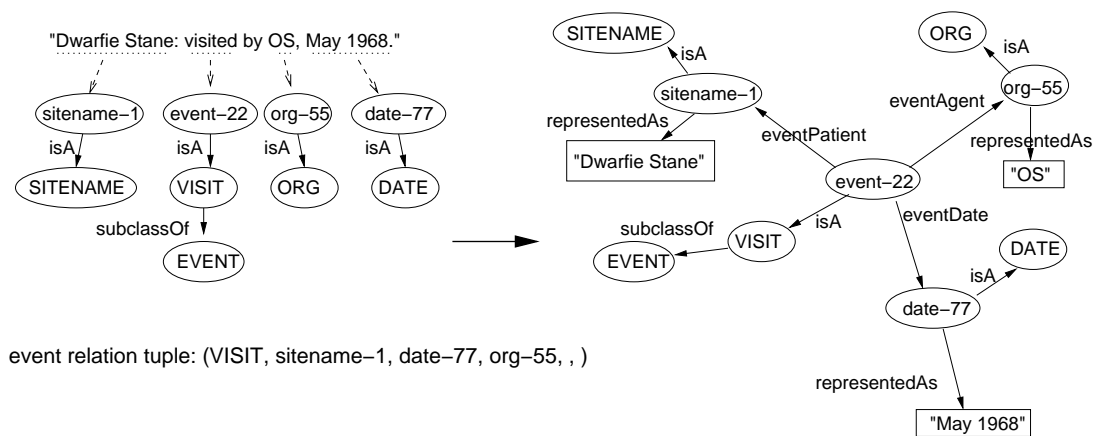 "Dwarfie Stane: visited by OS, May 1968."
sitename−1
event−22
org−55
date−77
isA
isA
isA
isA
SITENAME
VISIT
ORG
DATE
subclassOf
EVENT
event relation tuple: (VISIT, sitename−1, date−77, org−55, , )
SITENAME
isA
sitename−1
representedAs
"Dwarfie Stane"
eventPatient
ORG
isA
org−55
eventAgent
representedAs
"OS"
event−22
isA
subclassOf
VISIT
EVENT
eventDate
DATE
isA
date−77
representedAs
"May 1968"